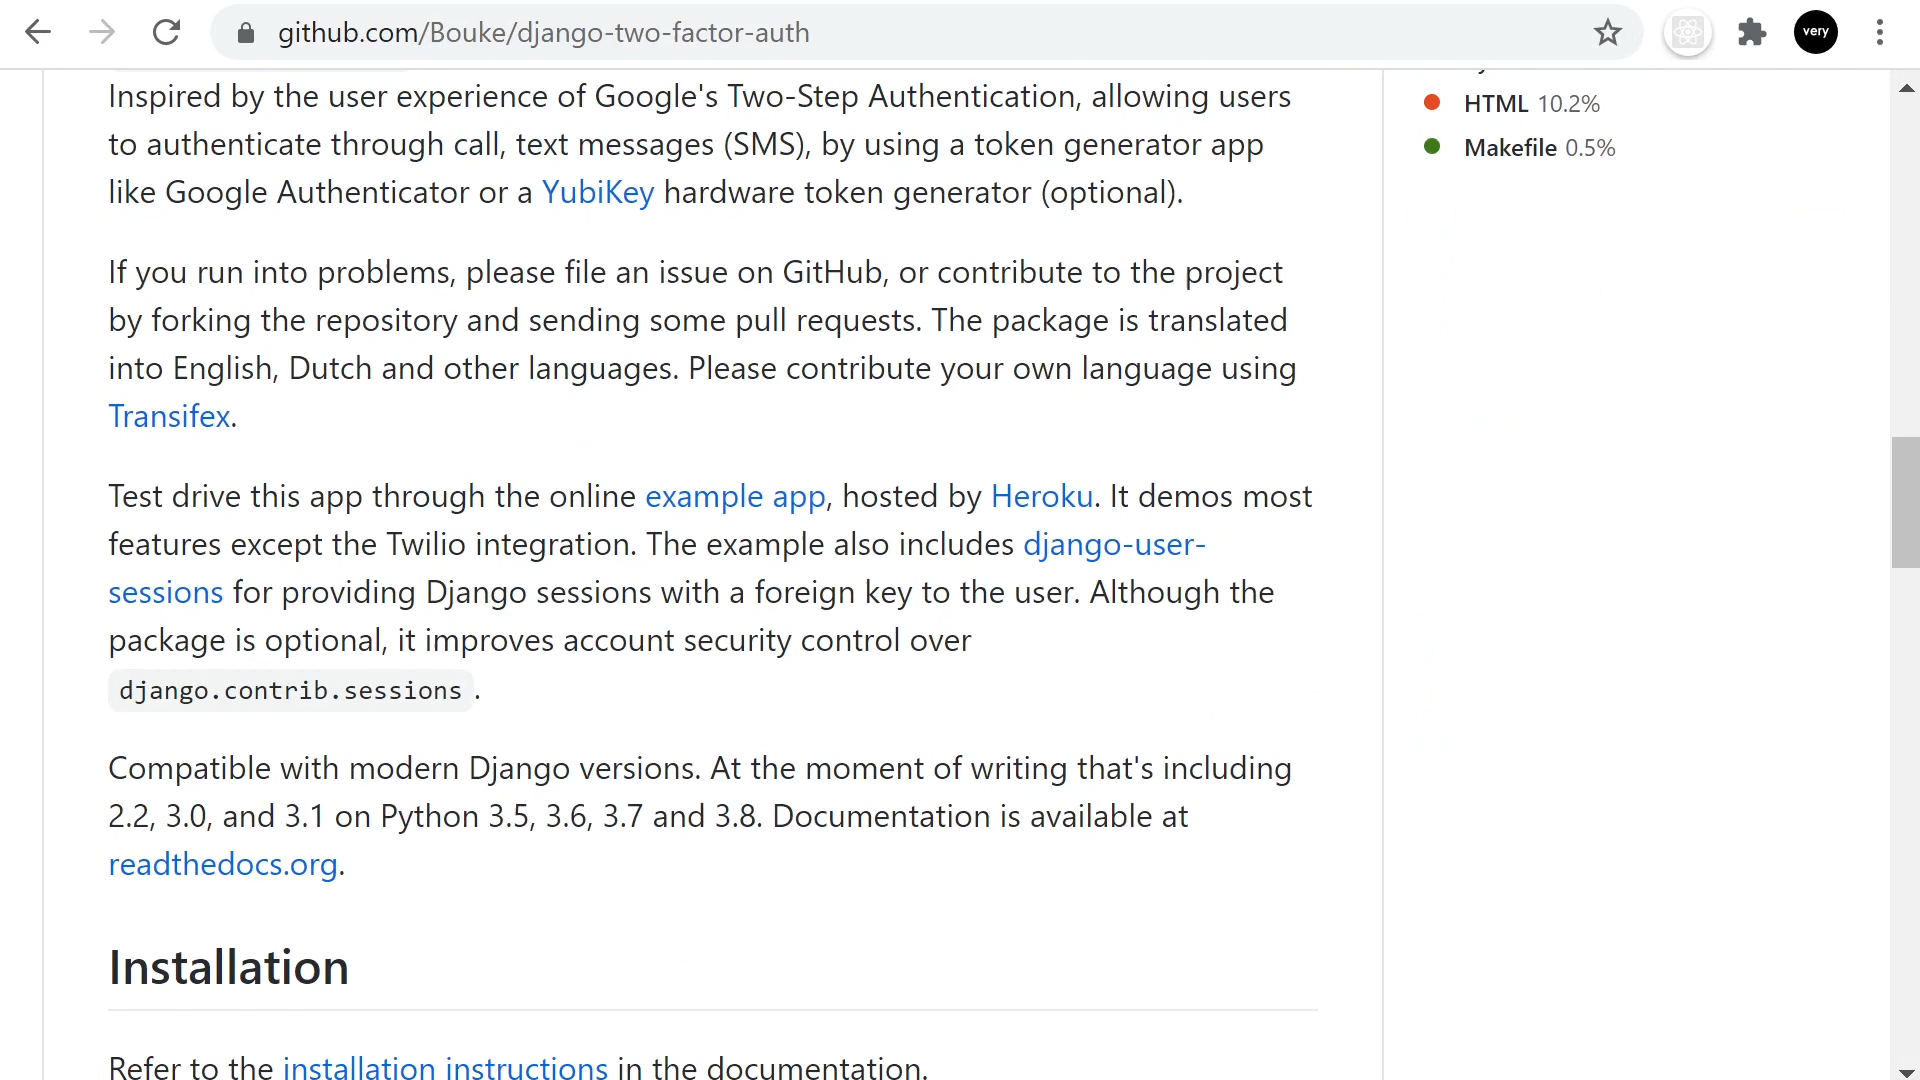 github.com/Bouke/django-two-factor-auth
very
Inspired by the user experience of Google's Two-Step Authentication, allowing users
to authenticate through call, text messages (SMS), by using a token generator app
like Google Authenticator or a YubiKey hardware token generator (optional).
If you run into problems, please file an issue on GitHub, or contribute to the project
by forking the repository and sending some pull requests. The package is translated
into English, Dutch and other languages. Please contribute your own language using
Transifex.
Test drive this app through the online example app, hosted by Heroku. It demos most
features except the Twilio integration. The example also includes django-user-
sessions for providing Django sessions with a foreign key to the user. Although the
package is optional, it improves account security control over
django.contrib.sessions.
Compatible with modern Django versions. At the moment of writing that's including
2.2, 3.0, and 3.1 on Python 3.5, 3.6, 3.7 and 3.8. Documentation is available at
readthedocs.org.
Installation
Refer to the installation instructions in the documentation.
HTML 10.2%
Makefile 0.5%